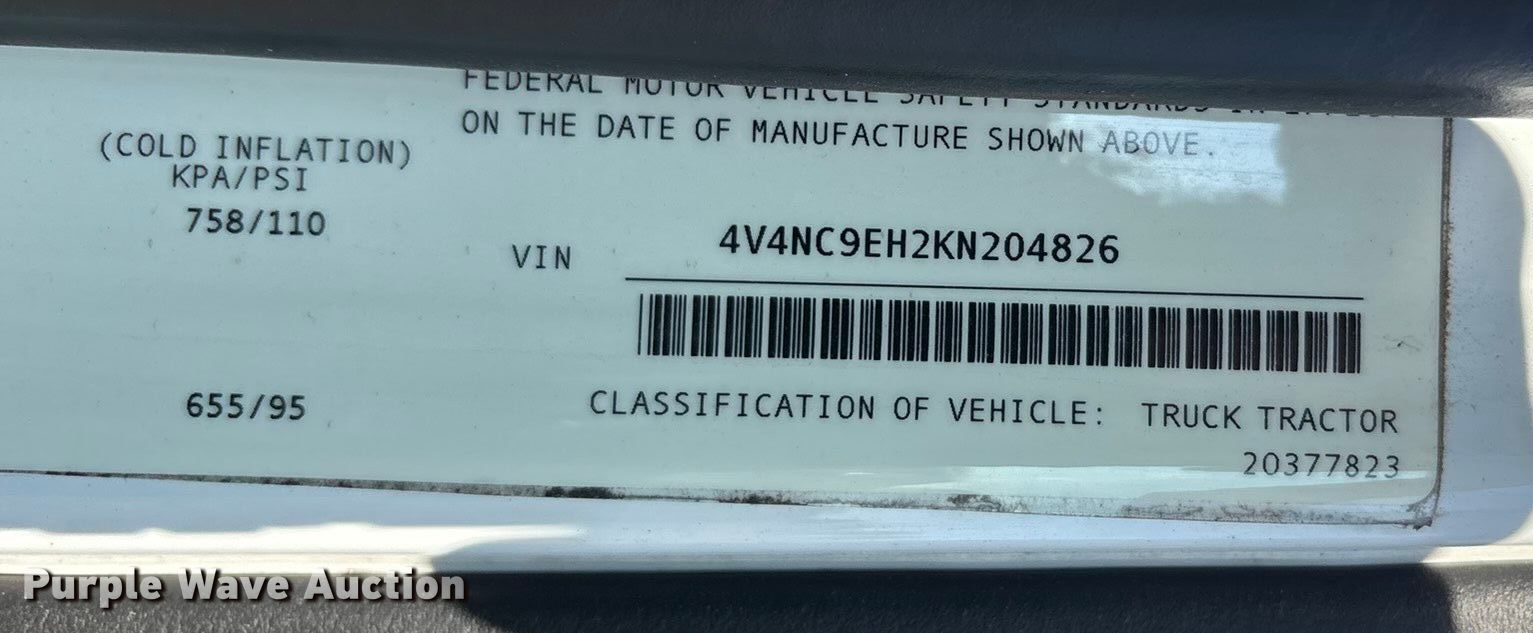 FEDERAL MOTOR VEHICLE SAFETY STANDARDS IN
ON THE DATE OF MANUFACTURE SHOWN ABOVE.
(COLD INFLATION)
KPA/PSI
758/110
VIN 4V4NC9EH2KN204826
655/95
CLASSIFICATION OF VEHICLE: TRUCK TRACTOR
20377823
Purple Wave Auction